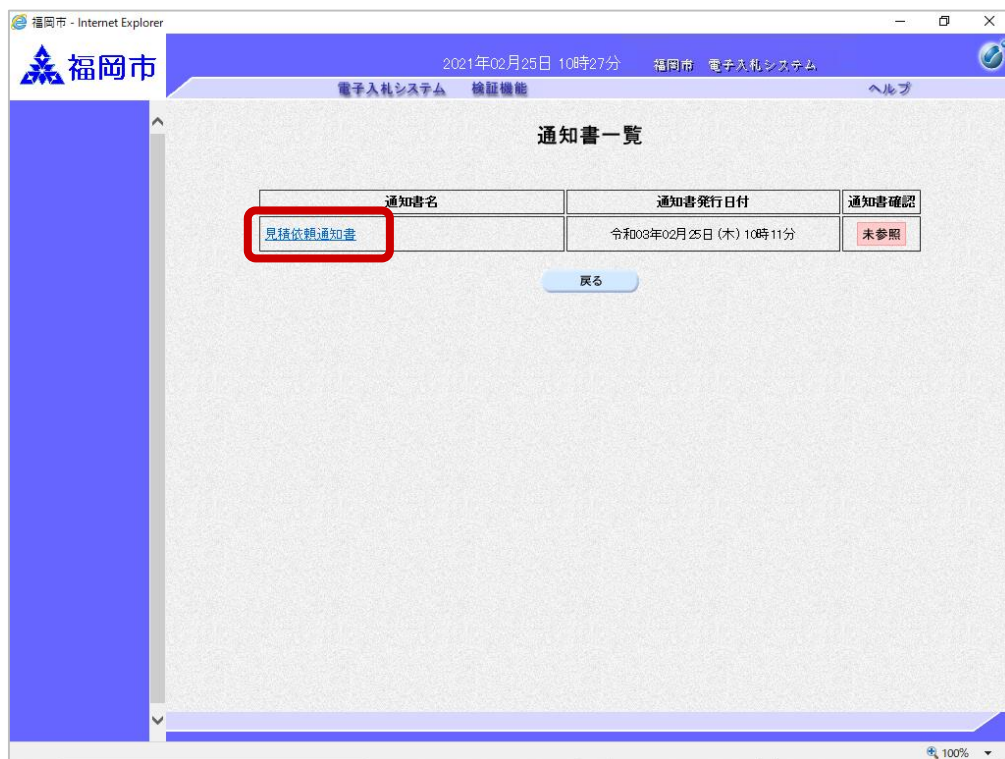 福岡市 - Internet Explorer
福岡市
2021年02月25日 10時27分 福岡市 電子入札システム
電子入札システム 検証機能 ヘルプ
通知書一覧
通知書名 通知書発行日付 通知書確認
見積依頼通知書 令和03年02月25日(木) 10時11分 未参照
戻る
100%